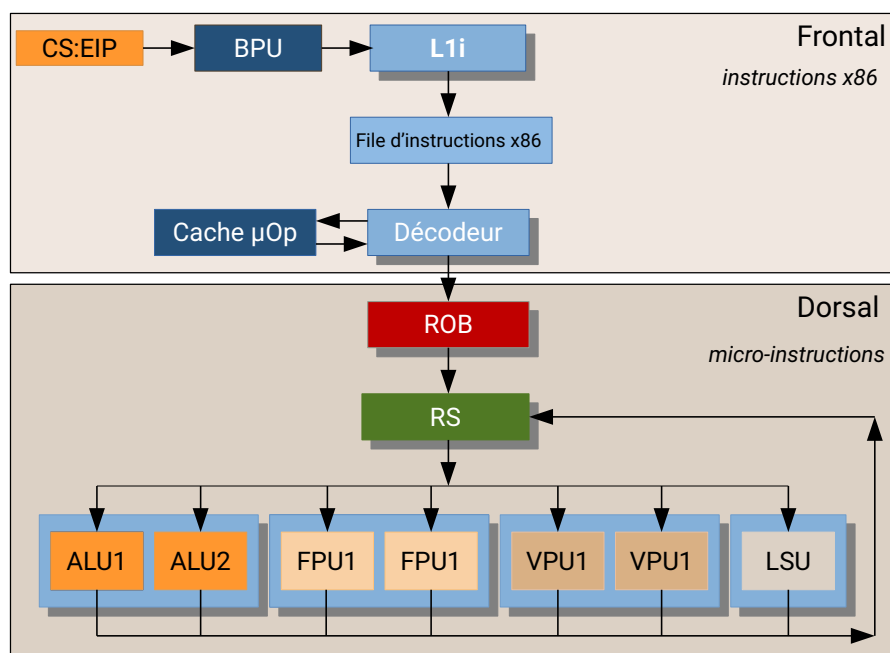 Frontal
instructions x86
CS:EIP
BPU
L1i
File d’instructions x86
Cache µOp
Décodeur
Dorsal
micro-instructions
ROB
RS
ALU1
ALU2
FPU1
FPU1
VPU1
VPU1
LSU